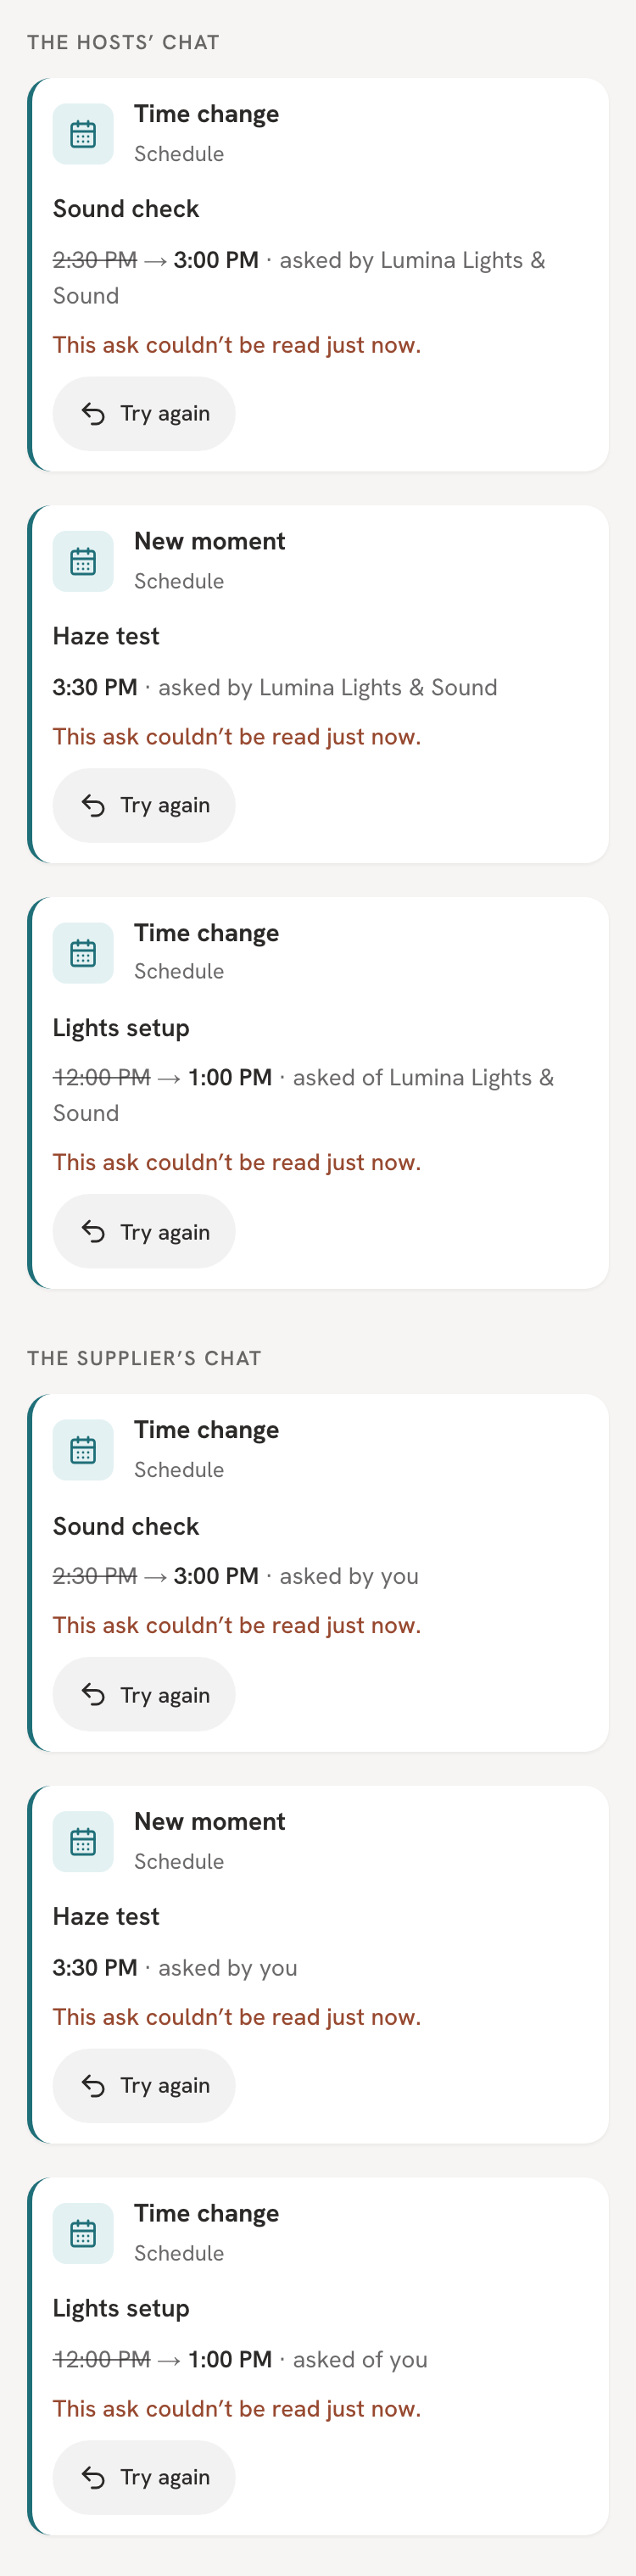 THE HOSTS’ CHAT
Time change
Schedule
Sound check
2:30 PM → 3:00 PM · asked by Lumina Lights &
Sound
This ask couldn’t be read just now.
Try again
New moment
Schedule
Haze test
3:30 PM · asked by Lumina Lights & Sound
This ask couldn’t be read just now.
Try again
Time change
Schedule
Lights setup
12:00 PM → 1:00 PM · asked of Lumina Lights &
Sound
This ask couldn’t be read just now.
Try again
THE SUPPLIER’S CHAT
Time change
Schedule
Sound check
2:30 PM → 3:00 PM · asked by you
This ask couldn’t be read just now.
Try again
New moment
Schedule
Haze test
3:30 PM · asked by you
This ask couldn’t be read just now.
Try again
Time change
Schedule
Lights setup
12:00 PM → 1:00 PM · asked of you
This ask couldn’t be read just now.
Try again